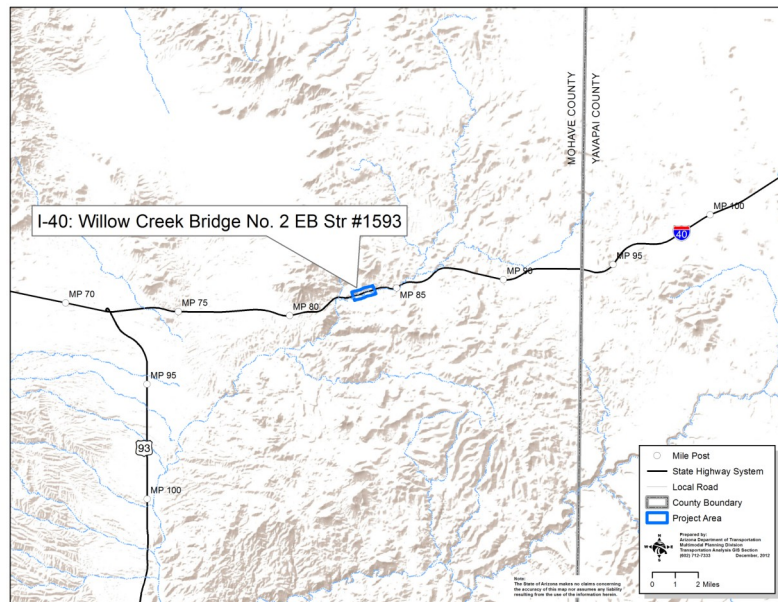 MOHAVE COUNTY
YAVAPAI COUNTY
I-40: Willow Creek Bridge No. 2 EB Str #1593
MP 100
40
MP 95
MP 90
MP 85
MP 70
MP 75
MP 80
MP 95
93
MP 100
Mile Post
State Highway System
Local Road
County Boundary
Project Area
Prepared by:
Arizona Department of Transportation
Multimodal Planning Division
Transportation Analysis GIS Section
(602) 712-7333 December, 2012
0 1 2 Miles
Note:
The State of Arizona makes no claims concerning
the accuracy of this map nor assumes any liability
resulting from the use of the information herein.